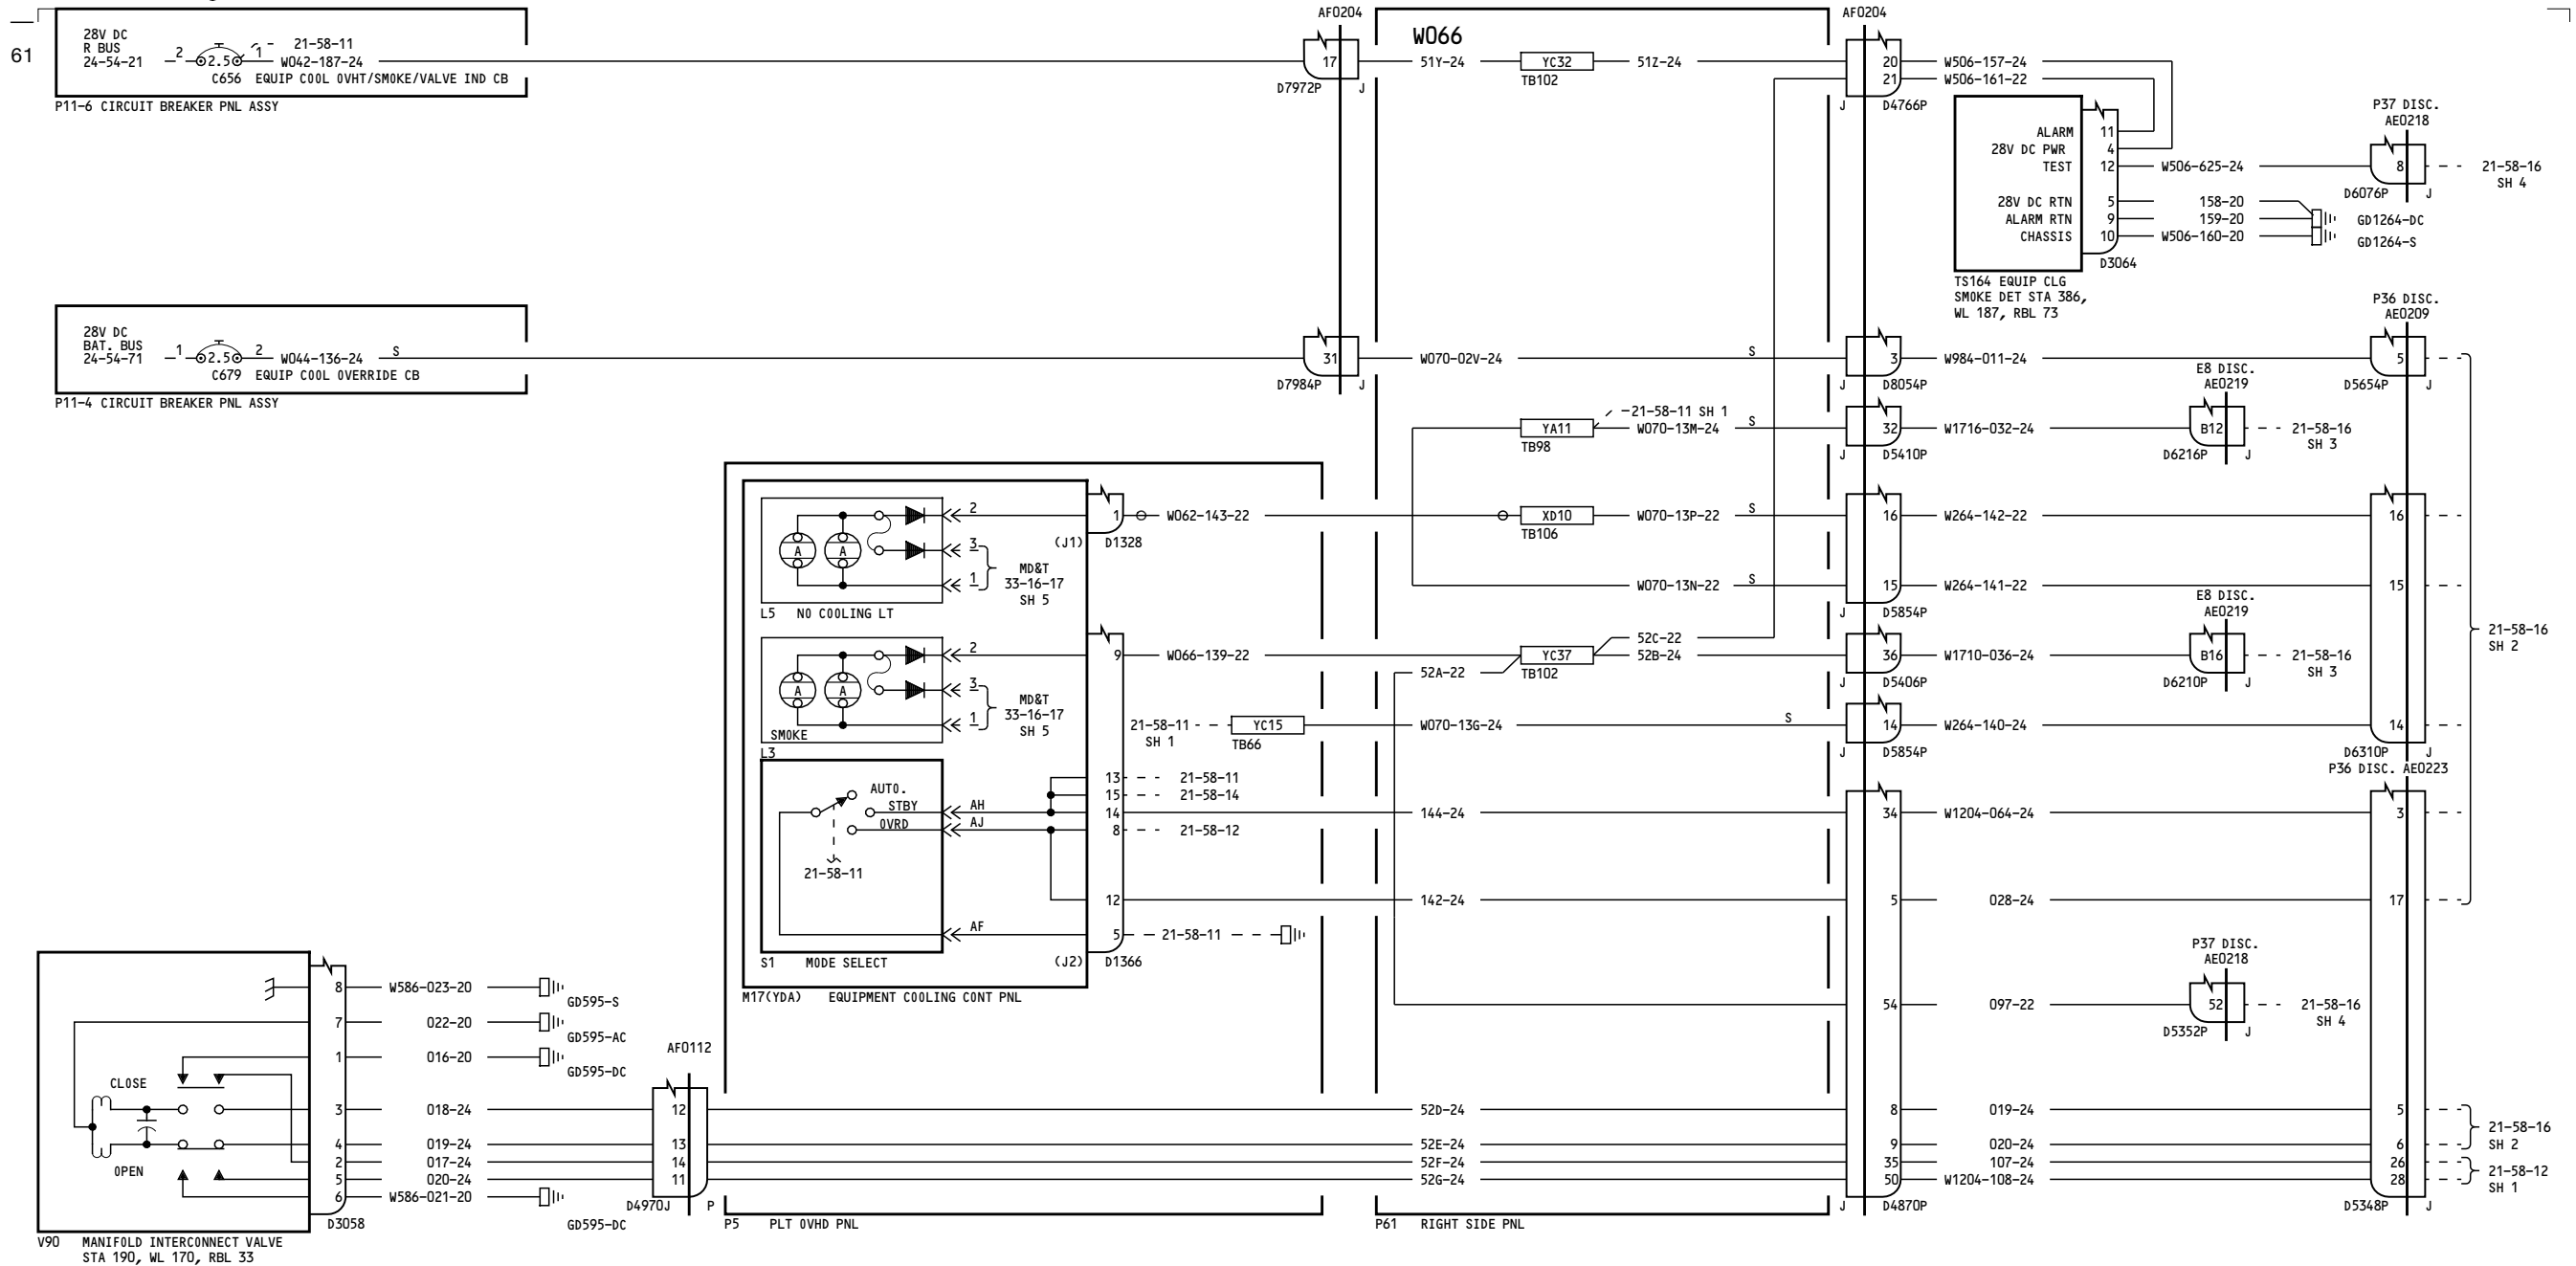 61
28V DC
R BUS
24-54-21
2
2.5
1
21-58-11
W042-187-24
C656 EQUIP COOL OVHT/SMOKE/VALVE IND CB
P11-6 CIRCUIT BREAKER PNL ASSY
AF0204
17
D7972P
J
W066
51Y-24
YC32
TB102
51Z-24
AF0204
20
21
J
D4766P
W506-157-24
W506-161-22
ALARM
11
28V DC PWR
4
TEST
12
28V DC RTN
5
ALARM RTN
9
CHASSIS
10
D3064
W506-625-24
158-20
159-20
W506-160-20
GD1264-DC
GD1264-S
P37 DISC.
AE0218
8
D6076P
J
21-58-16
SH 4
TS164 EQUIP CLG
SMOKE DET STA 386,
WL 187, RBL 73
28V DC
BAT. BUS
24-54-71
1
2.5
2
W044-136-24
S
C679 EQUIP COOL OVERRIDE CB
P11-4 CIRCUIT BREAKER PNL ASSY
31
D7984P
J
W070-02V-24
S
3
J
D8054P
W984-011-24
P36 DISC.
AE0209
5
D5654P
J
21-58-11 SH 1
YA11
TB98
W070-13M-24
S
32
J
D5410P
W1716-032-24
E8 DISC.
AE0219
B12
D6216P
J
21-58-16
SH 3
A
A
2
3
1
MD&T
33-16-17
SH 5
L5 NO COOLING LT
1
(J1)
D1328
W062-143-22
XD10
TB106
W070-13P-22
S
16
W264-142-22
16
W070-13N-22
S
15
J
D5854P
W264-141-22
15
A
A
2
3
1
MD&T
33-16-17
SH 5
SMOKE
L3
9
W066-139-22
YC37
TB102
52A-22
52C-22
52B-24
36
J
D5406P
W1710-036-24
E8 DISC.
AE0219
B16
D6210P
J
21-58-16
SH 3
21-58-16
SH 2
21-58-11
SH 1
YC15
TB66
W070-13G-24
S
14
J
D5854P
W264-140-24
14
D6310P
J
P36 DISC. AE0223
AUTO.
STBY
OVRD
21-58-11
AH
AJ
AF
S1 MODE SELECT
13
21-58-11
15
21-58-14
14
8
21-58-12
12
5
21-58-11
(J2)
D1366
M17(YDA) EQUIPMENT COOLING CONT PNL
144-24
34
W1204-064-24
3
142-24
5
028-24
17
54
097-22
P37 DISC.
AE0218
52
D5352P
J
21-58-16
SH 4
8
W586-023-20
GD595-S
7
022-20
GD595-AC
1
016-20
GD595-DC
CLOSE
OPEN
3
018-24
4
019-24
2
017-24
5
020-24
6
W586-021-20
GD595-DC
D3058
V90 MANIFOLD INTERCONNECT VALVE
STA 190, WL 170, RBL 33
AF0112
12
13
14
11
D4970J
P
P5 PLT OVHD PNL
52D-24
52E-24
52F-24
52G-24
P61 RIGHT SIDE PNL
8
9
35
50
J
D4870P
019-24
020-24
107-24
W1204-108-24
5
6
26
28
D5348P
J
21-58-16
SH 2
21-58-12
SH 1